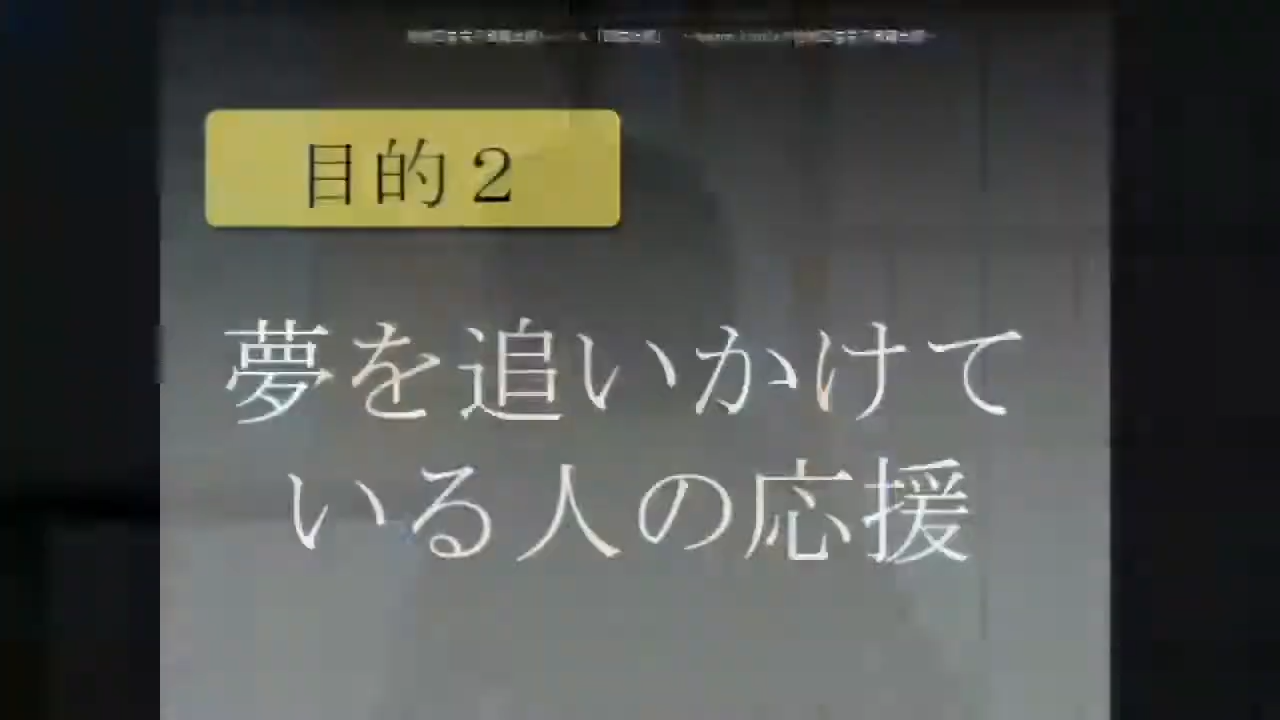 目的２
夢を追いかけて
いる人の応援